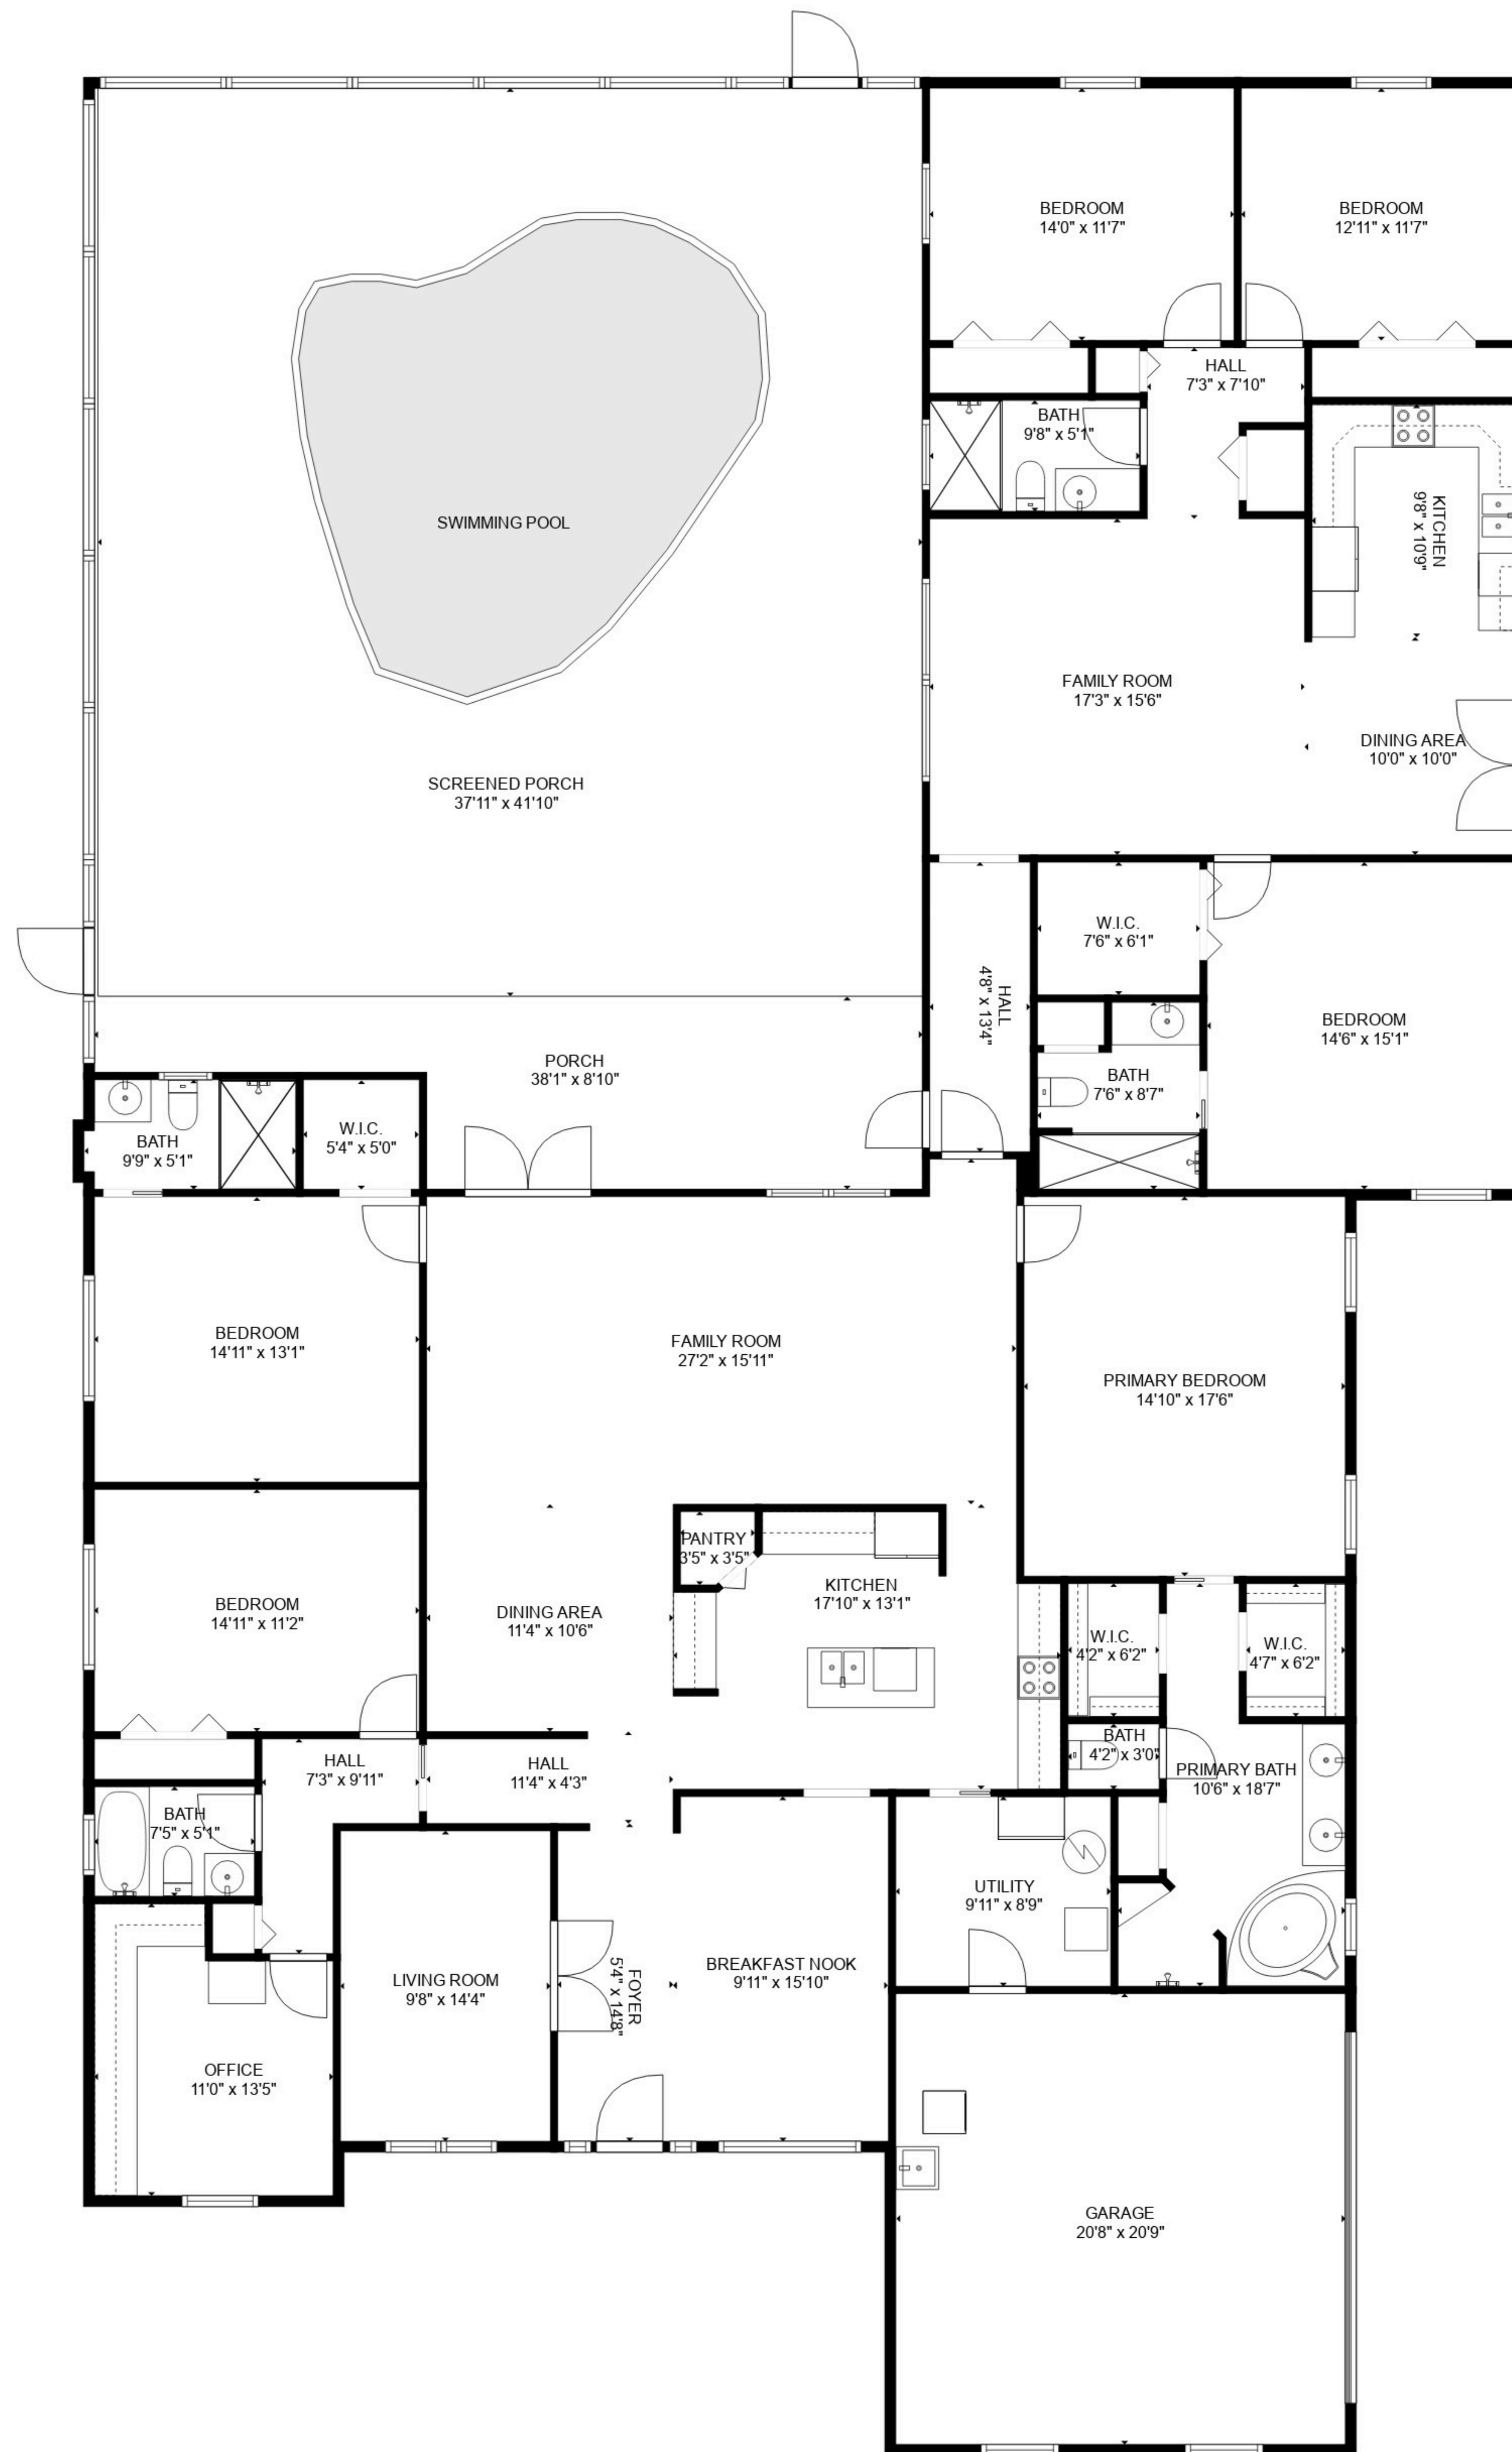 BEDROOM
14'0" x 11'7"
BEDROOM
12'11" x 11'7"
HALL
7'3" x 7'10"
BATH
9'8" x 5'1"
KITCHEN
9'8" x 10'9"
SWIMMING POOL
FAMILY ROOM
17'3" x 15'6"
DINING AREA
10'0" x 10'0"
SCREENED PORCH
37'11" x 41'10"
W.I.C.
7'6" x 6'1"
HALL
4'8" x 13'4"
BEDROOM
14'6" x 15'1"
PORCH
38'1" x 8'10"
BATH
7'6" x 8'7"
BATH
9'9" x 5'1"
W.I.C.
5'4" x 5'0"
BEDROOM
14'11" x 13'1"
FAMILY ROOM
27'2" x 15'11"
PRIMARY BEDROOM
14'10" x 17'6"
PANTRY
3'5" x 3'5"
KITCHEN
17'10" x 13'1"
BEDROOM
14'11" x 11'2"
DINING AREA
11'4" x 10'6"
W.I.C.
4'2" x 6'2"
W.I.C.
4'7" x 6'2"
BATH
4'2" x 3'0"
HALL
7'3" x 9'11"
HALL
11'4" x 4'3"
PRIMARY BATH
10'6" x 18'7"
BATH
7'5" x 5'1"
UTILITY
9'11" x 8'9"
LIVING ROOM
9'8" x 14'4"
FOYER
5'4" x 14'8"
BREAKFAST NOOK
9'11" x 15'10"
OFFICE
11'0" x 13'5"
GARAGE
20'8" x 20'9"